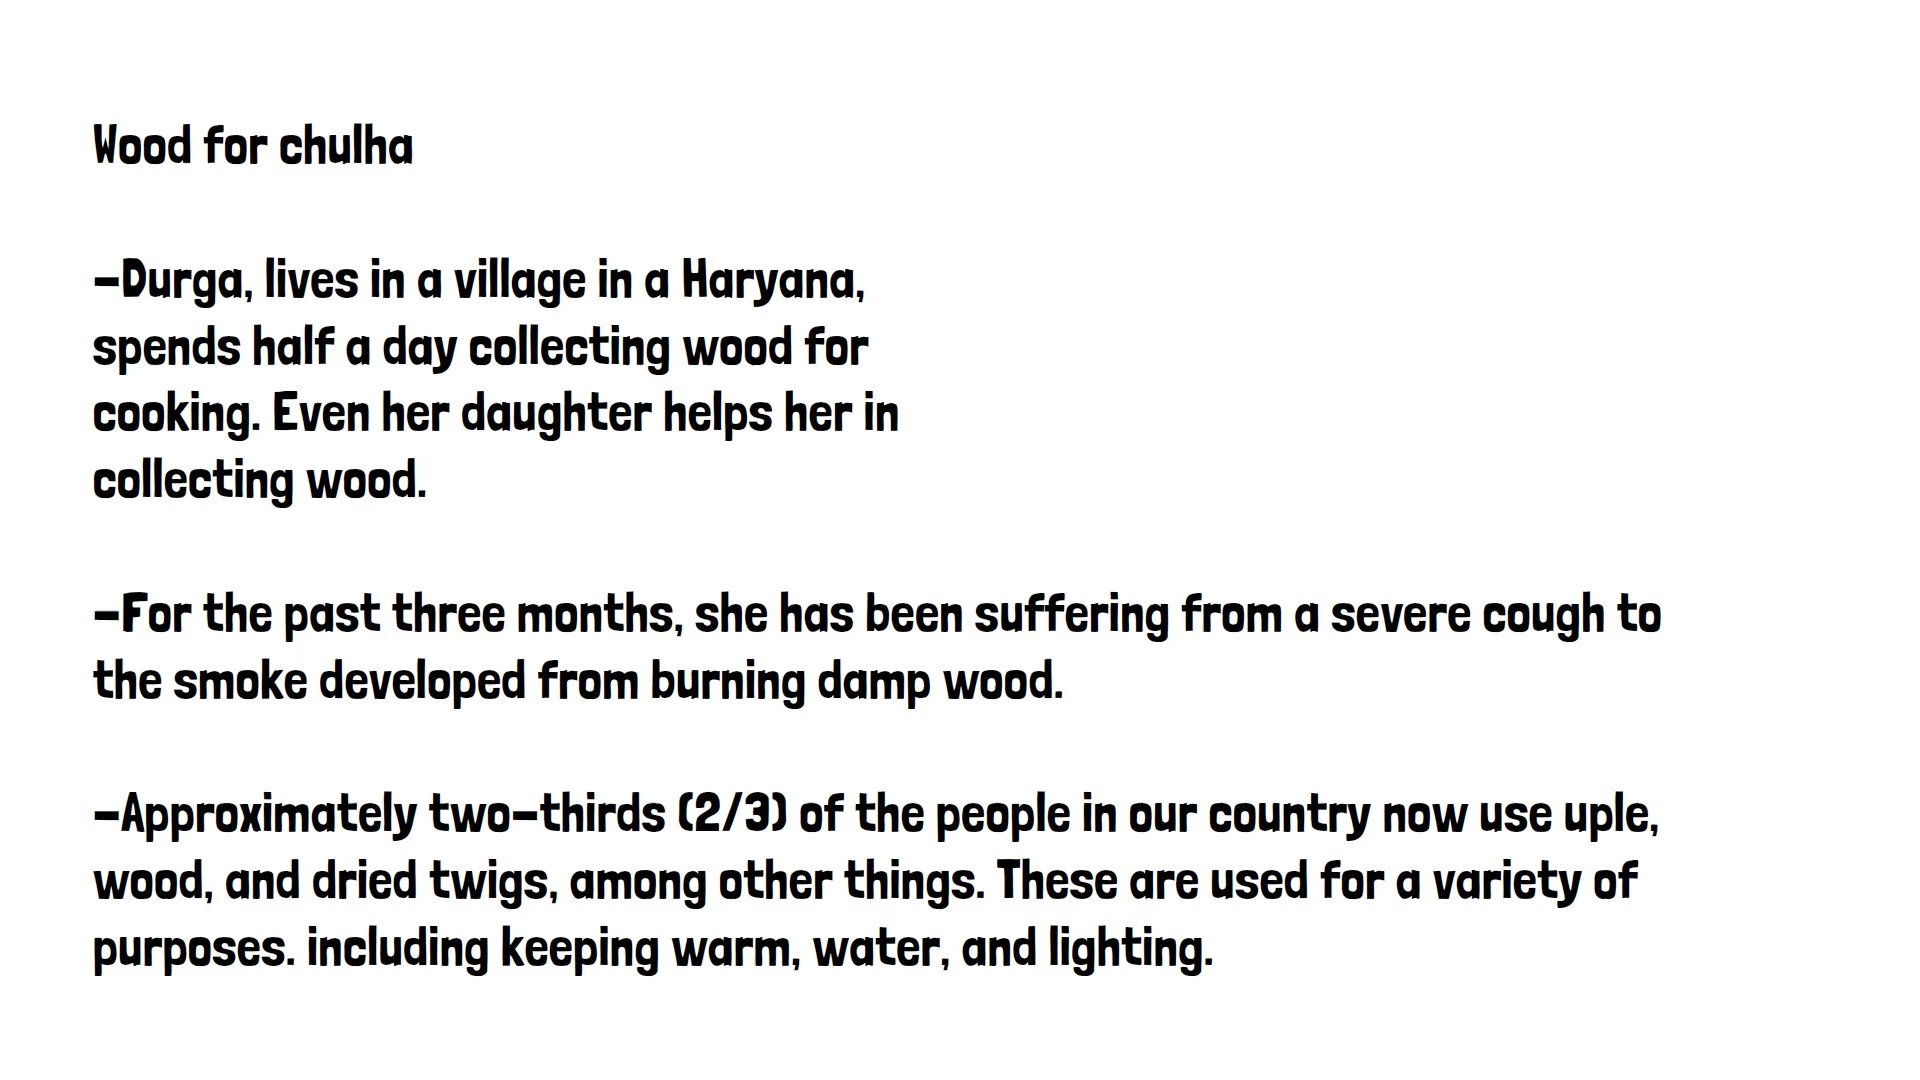 Wood for chulha
-Durga, lives in a village in a Haryana,
spends half a day collecting wood for
cooking. Even her daughter helps her in
collecting wood.
-For the past three months, she has been suffering from a severe cough to
the smoke developed from burning damp wood.
-Approximately two-thirds (2/3) of the people in our country now use uple,
wood, and dried twigs, among other things. These are used for a variety of
purposes. including keeping warm, water, and lighting.